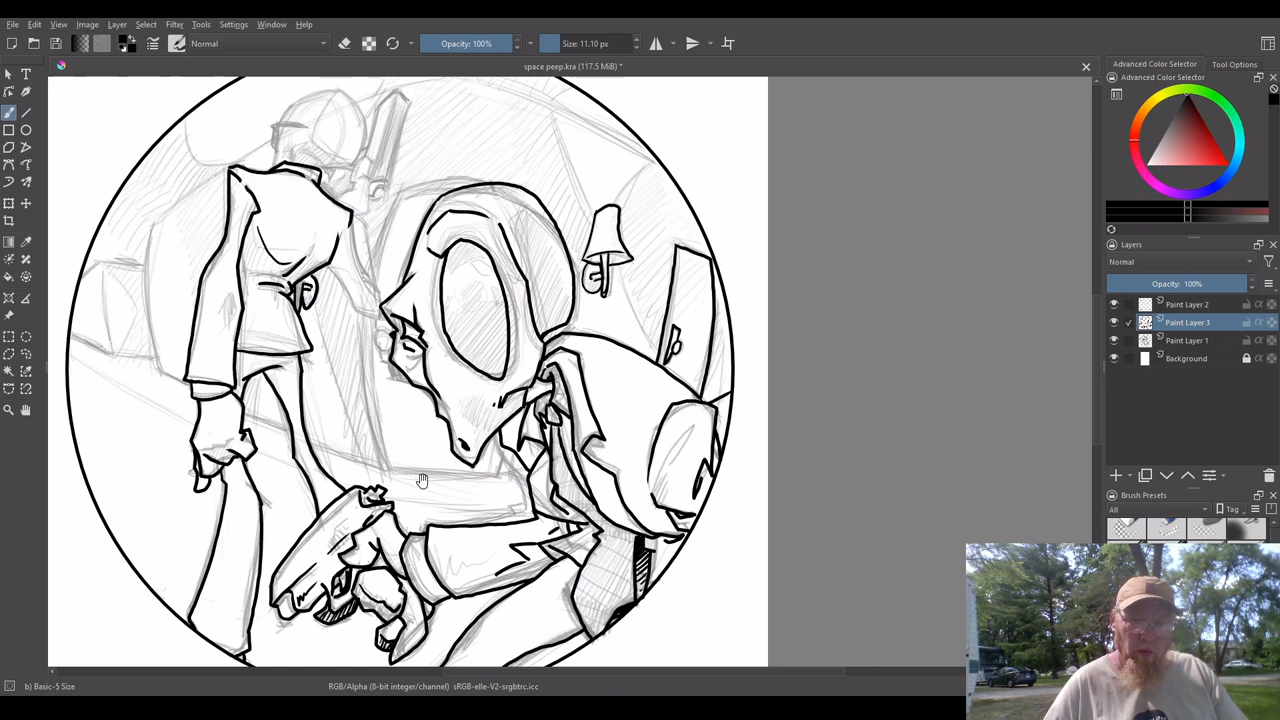 File Edit View Image Layer Select Filter Tools Settings Window Help
Normal Opacity: 100% Size: 11.10 px
space peep.kra (117.5 MiB) *
Advanced Color Selector Tool Options
Advanced Color Selector
Layers
Normal
Opacity: 100%
Paint Layer 2
Paint Layer 3
Paint Layer 1
Background
Brush Presets
All Tag
b) Basic-5 Size RGB/Alpha (8-bit integer/channel) sRGB-elle-V2-srgbtrc.icc